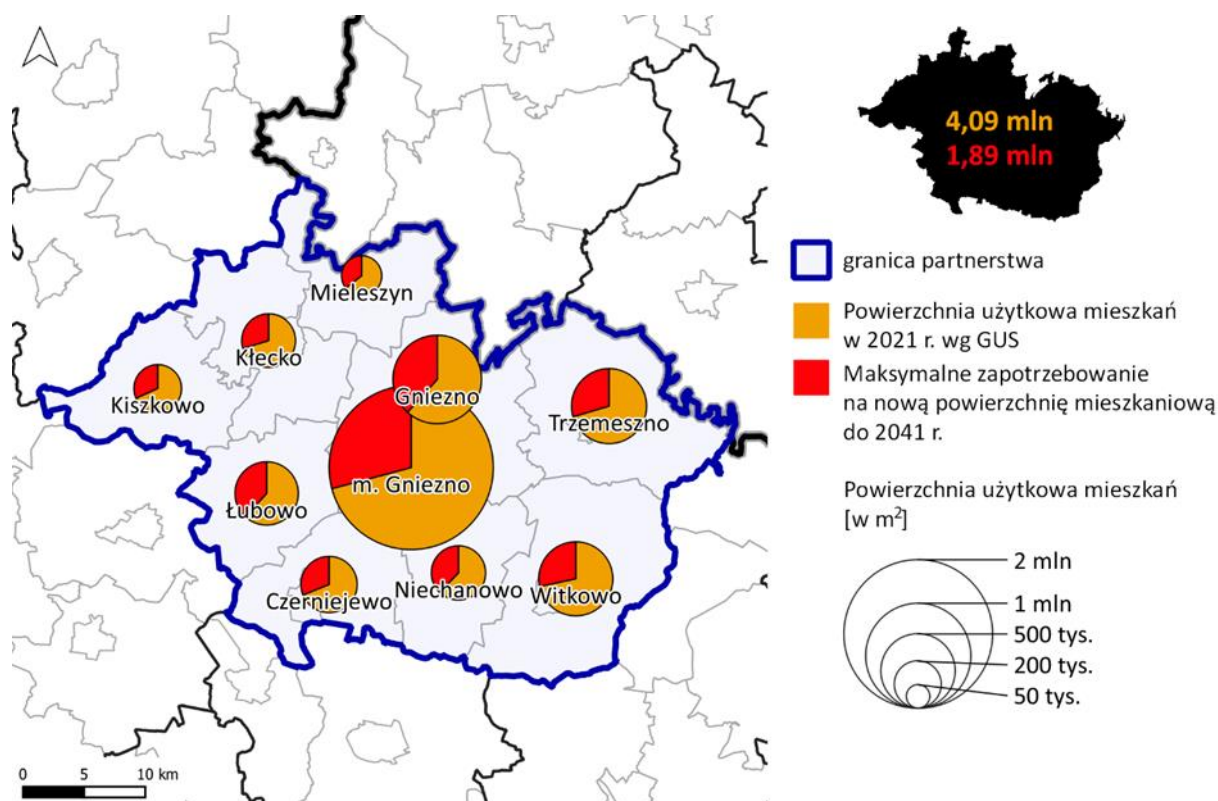 4,09 mln
1,89 mln
granica partnerstwa
Powierzchnia użytkowa mieszkań
w 2021 r. wg GUS
Maksymalne zapotrzebowanie
na nową powierzchnię mieszkaniową
do 2041 r.
Powierzchnia użytkowa mieszkań
[w m²]
2 mln
1 mln
500 tys.
200 tys.
50 tys.
Mieleszyn
Kłecko
Kiszkowo
Gniezno
Trzemeszno
m. Gniezno
Łubowo
Czerniejewo
Niechanowo
Witkowo
0 5 10 km